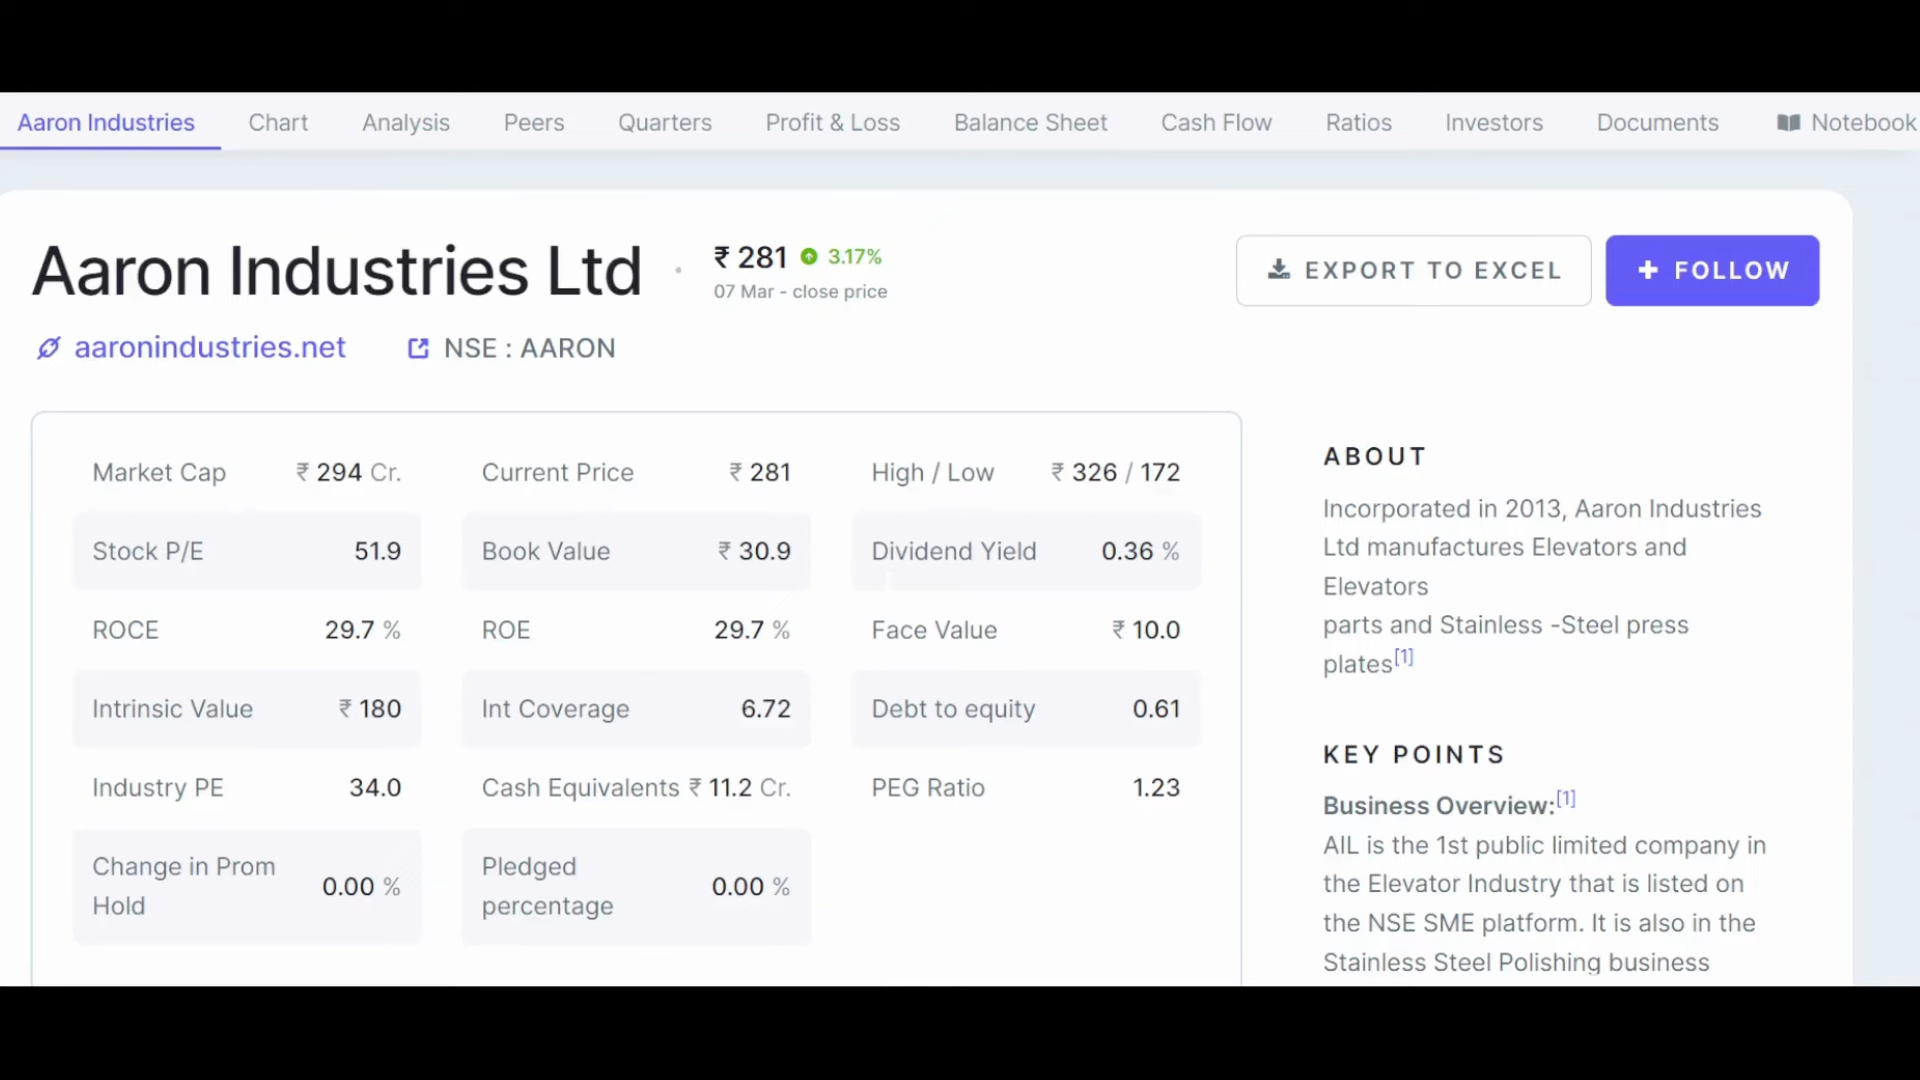 Aaron Industries Chart Analysis Peers Quarters Profit & Loss Balance Sheet Cash Flow Ratios Investors Documents Notebook
Aaron Industries Ltd
₹ 281 3.17%
07 Mar - close price
EXPORT TO EXCEL
FOLLOW
aaronindustries.net
NSE : AARON
Market Cap ₹ 294 Cr.
Current Price ₹ 281
High / Low ₹ 326 / 172
Stock P/E 51.9
Book Value ₹ 30.9
Dividend Yield 0.36 %
ROCE 29.7 %
ROE 29.7 %
Face Value ₹ 10.0
Intrinsic Value ₹ 180
Int Coverage 6.72
Debt to equity 0.61
Industry PE 34.0
Cash Equivalents ₹ 11.2 Cr.
PEG Ratio 1.23
Change in Prom
Hold 0.00 %
Pledged
percentage 0.00 %
ABOUT
Incorporated in 2013, Aaron Industries
Ltd manufactures Elevators and
Elevators
parts and Stainless -Steel press
plates[1]
KEY POINTS
Business Overview:[1]
AIL is the 1st public limited company in
the Elevator Industry that is listed on
the NSE SME platform. It is also in the
Stainless Steel Polishing business